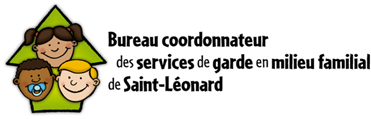 Bureau coordonnateur
des services de garde en milieu familial
de Saint-Léonard